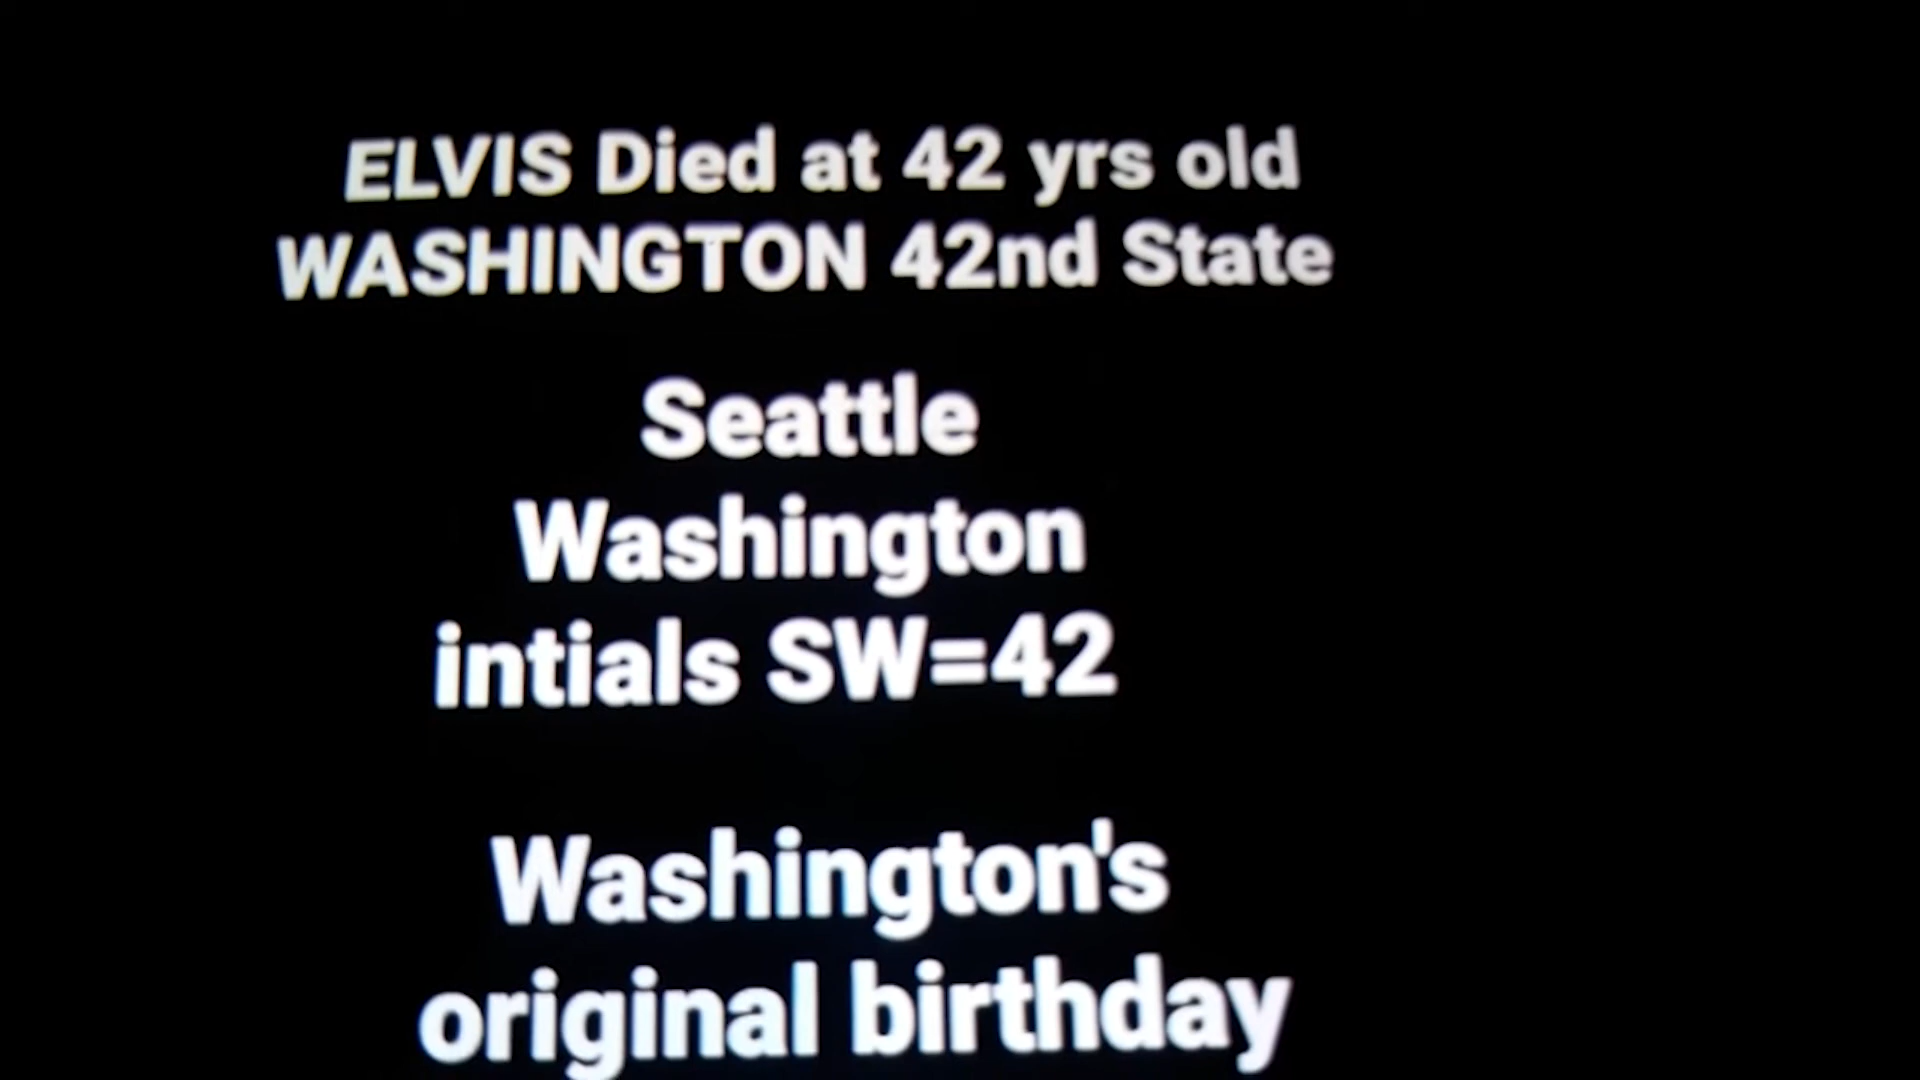 ELVIS Died at 42 yrs old
WASHINGTON 42nd State
Seattle
Washington
intials SW=42
Washington's
original birthday